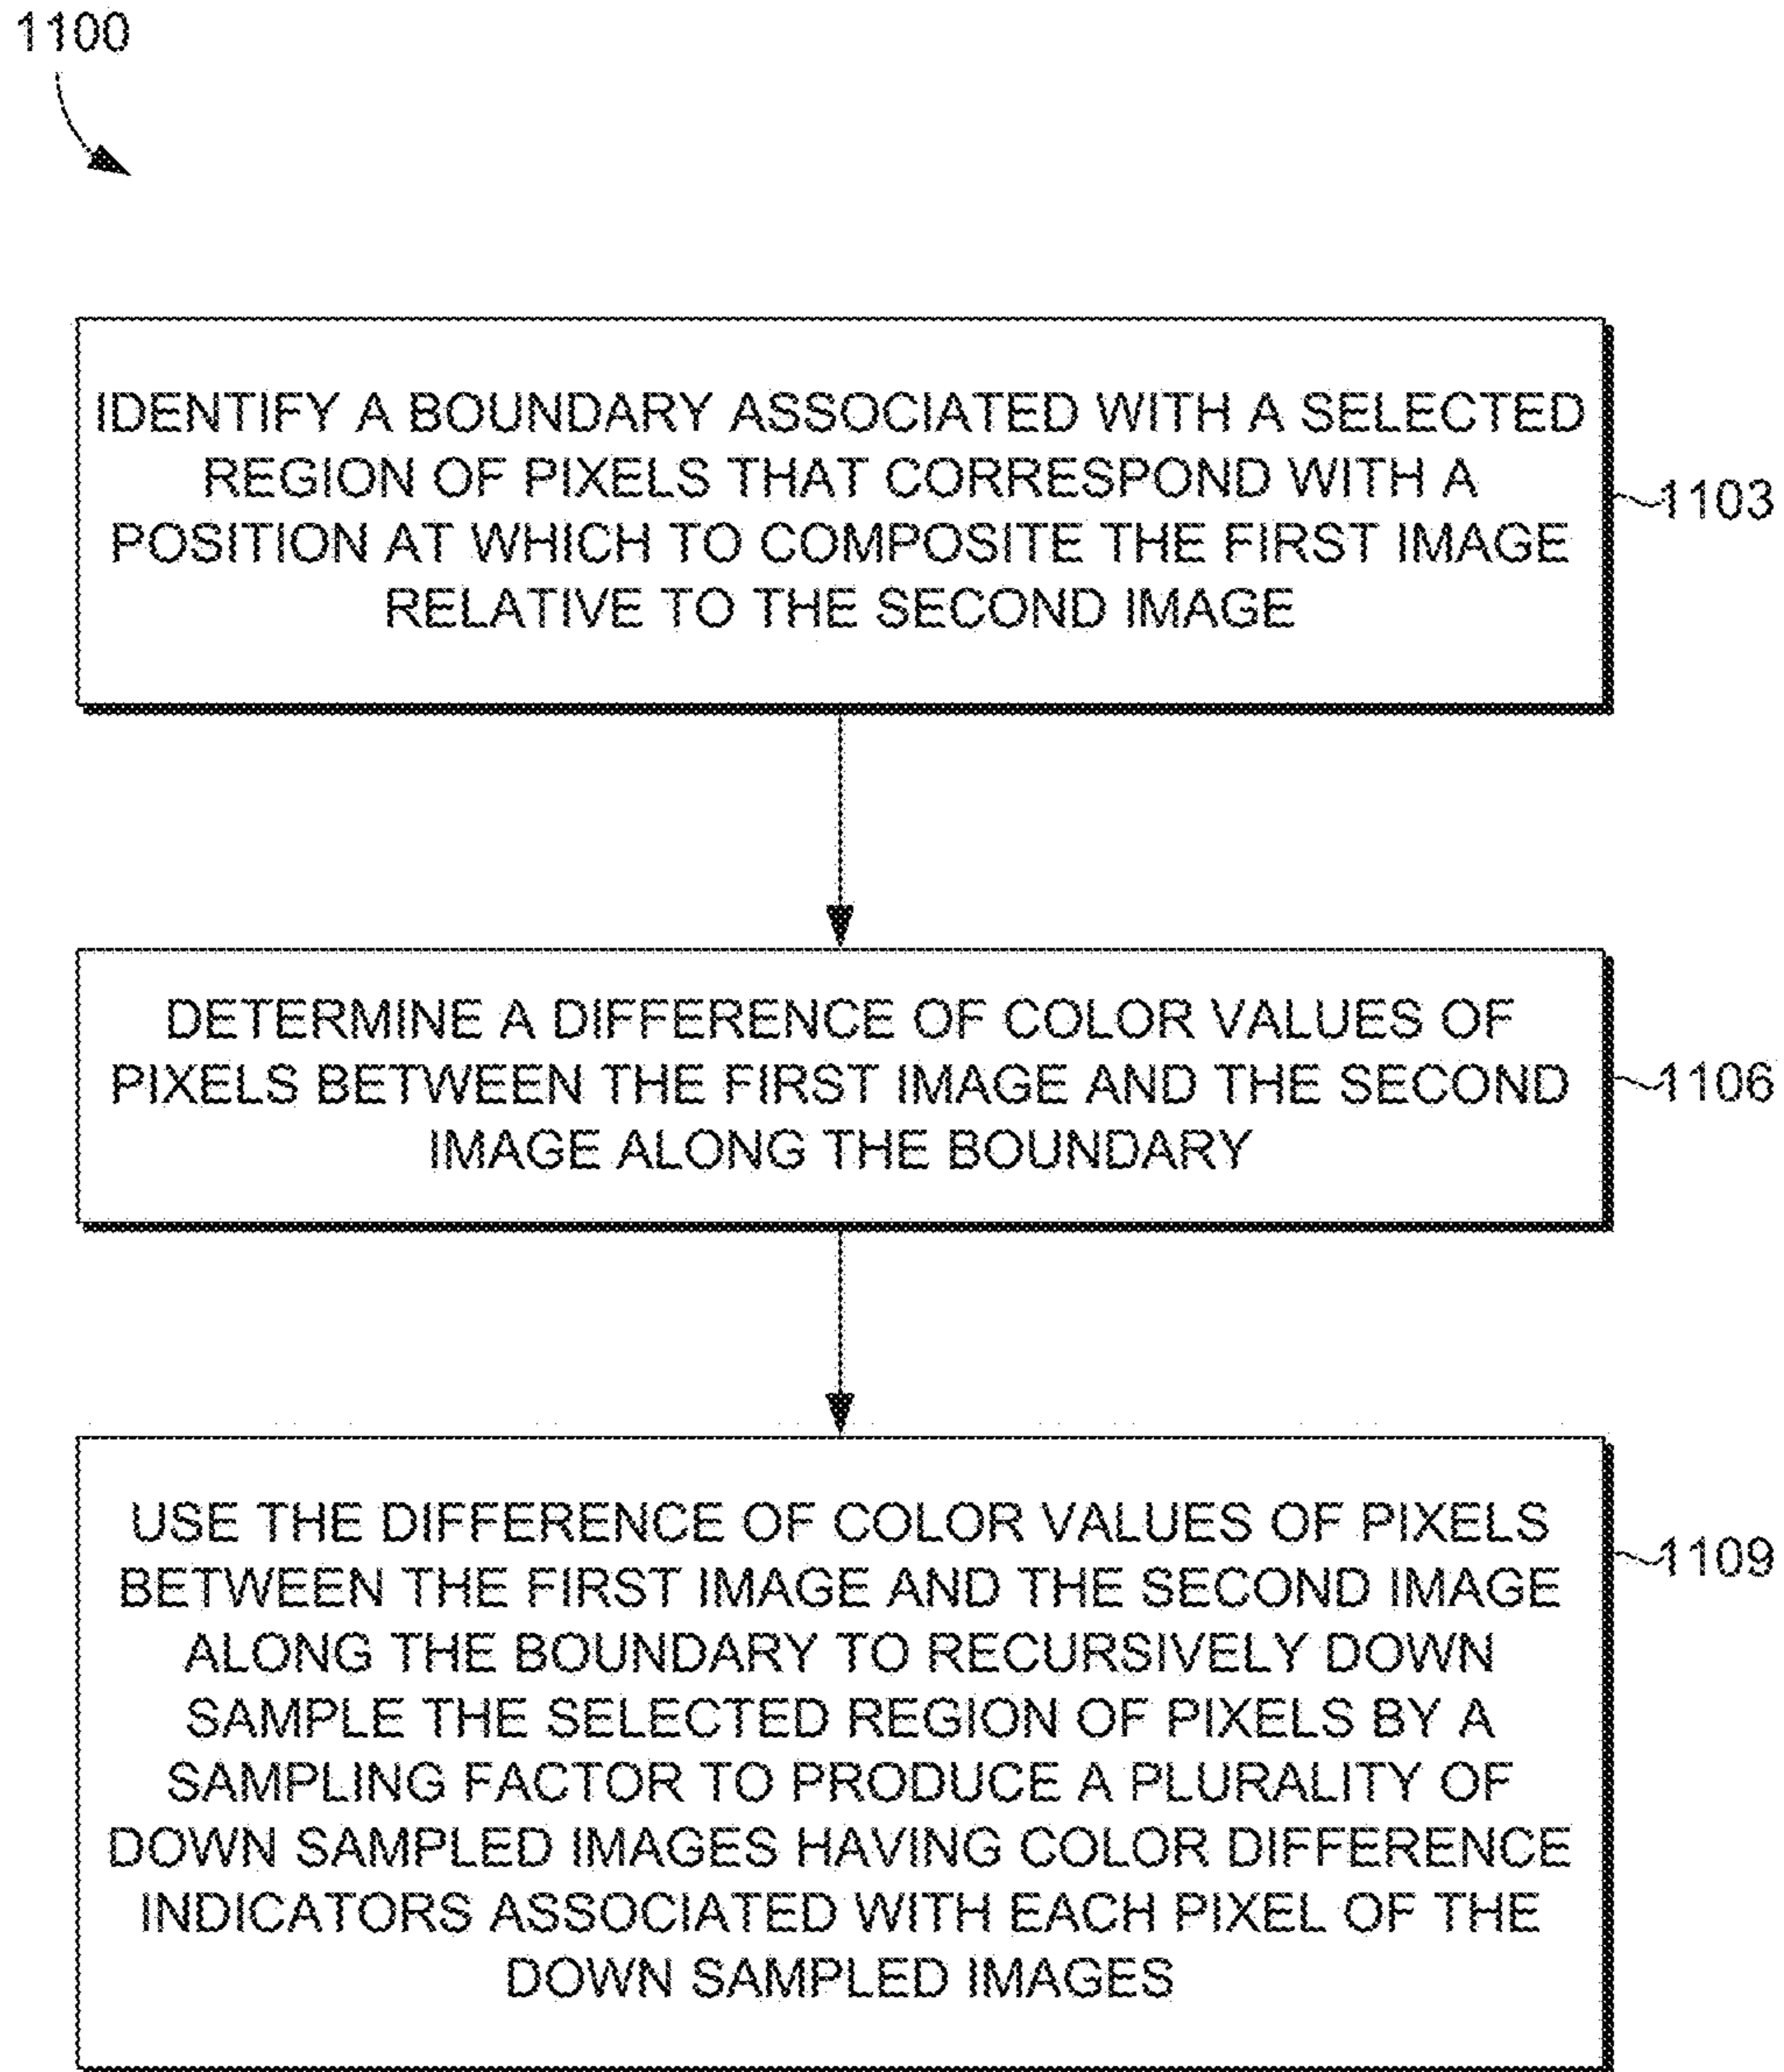 1100
IDENTIFY A BOUNDARY ASSOCIATED WITH A SELECTED
REGION OF PIXELS THAT CORRESPOND WITH A
POSITION AT WHICH TO COMPOSITE THE FIRST IMAGE
RELATIVE TO THE SECOND IMAGE
1103
DETERMINE A DIFFERENCE OF COLOR VALUES OF
PIXELS BETWEEN THE FIRST IMAGE AND THE SECOND
IMAGE ALONG THE BOUNDARY
1106
USE THE DIFFERENCE OF COLOR VALUES OF PIXELS
BETWEEN THE FIRST IMAGE AND THE SECOND IMAGE
ALONG THE BOUNDARY TO RECURSIVELY DOWN
SAMPLE THE SELECTED REGION OF PIXELS BY A
SAMPLING FACTOR TO PRODUCE A PLURALITY OF
DOWN SAMPLED IMAGES HAVING COLOR DIFFERENCE
INDICATORS ASSOCIATED WITH EACH PIXEL OF THE
DOWN SAMPLED IMAGES
1109